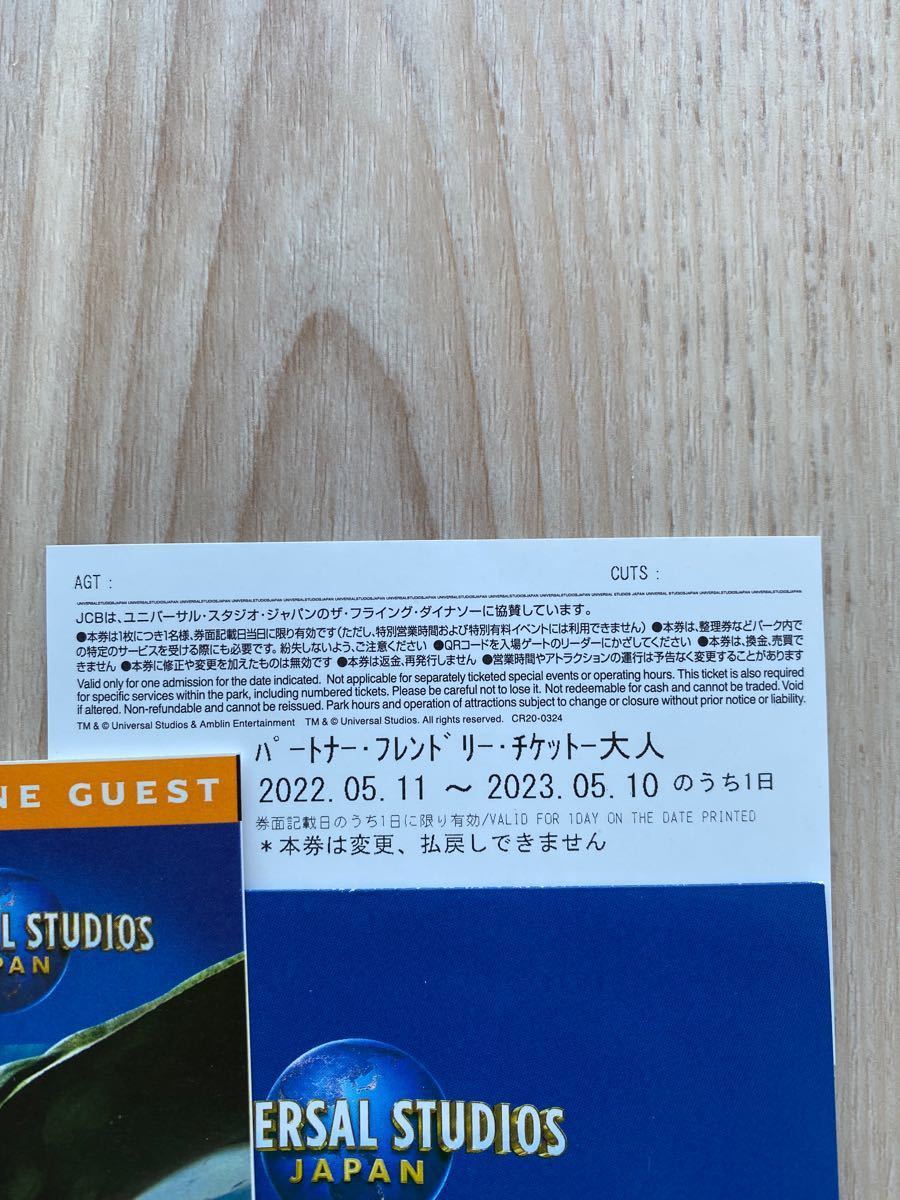 AGT :
CUTS :
JCBは、ユニバーサル・スタジオ・ジャパンのザ・フライング・ダイナソーに協賛しています。
●本券は1枚につき1名様、券面記載日当日に限り有効です(ただし、特別営業時間および特別有料イベントには利用できません) ●本券は、整理券などパーク内で
の特定のサービスを受ける際にも必要です。紛失しないよう、ご注意ください ●QRコードを入場ゲートのリーダーにかざしてください ●本券は、換金、売買で
きません ●本券に修正や変更を加えたものは無効です ●本券は返金、再発行しません ●営業時間やアトラクションの運行は予告なく変更することがあります
Valid only for one admission for the date indicated. Not applicable for separately ticketed special events or operating hours. This ticket is also required
for specific services within the park, including numbered tickets. Please be careful not to lose it. Not redeemable for cash and cannot be traded. Void
if altered. Non-refundable and cannot be reissued. Park hours and operation of attractions subject to change or closure without prior notice or liability.
TM & © Universal Studios & Amblin Entertainment TM & © Universal Studios. All rights reserved. CR20-0324
ﾊﾟｰﾄﾅｰ・ﾌﾚﾝﾄﾞﾘｰ・ﾁｹｯﾄー大人
2022.05.11 ～ 2023.05.10 のうち1日
券面記載日のうち1日に限り有効/VALID FOR 1DAY ON THE DATE PRINTED
＊本券は変更、払戻しできません
NE GUEST
L STUDIOS
PAN
ERSAL STUDIOS
JAPAN